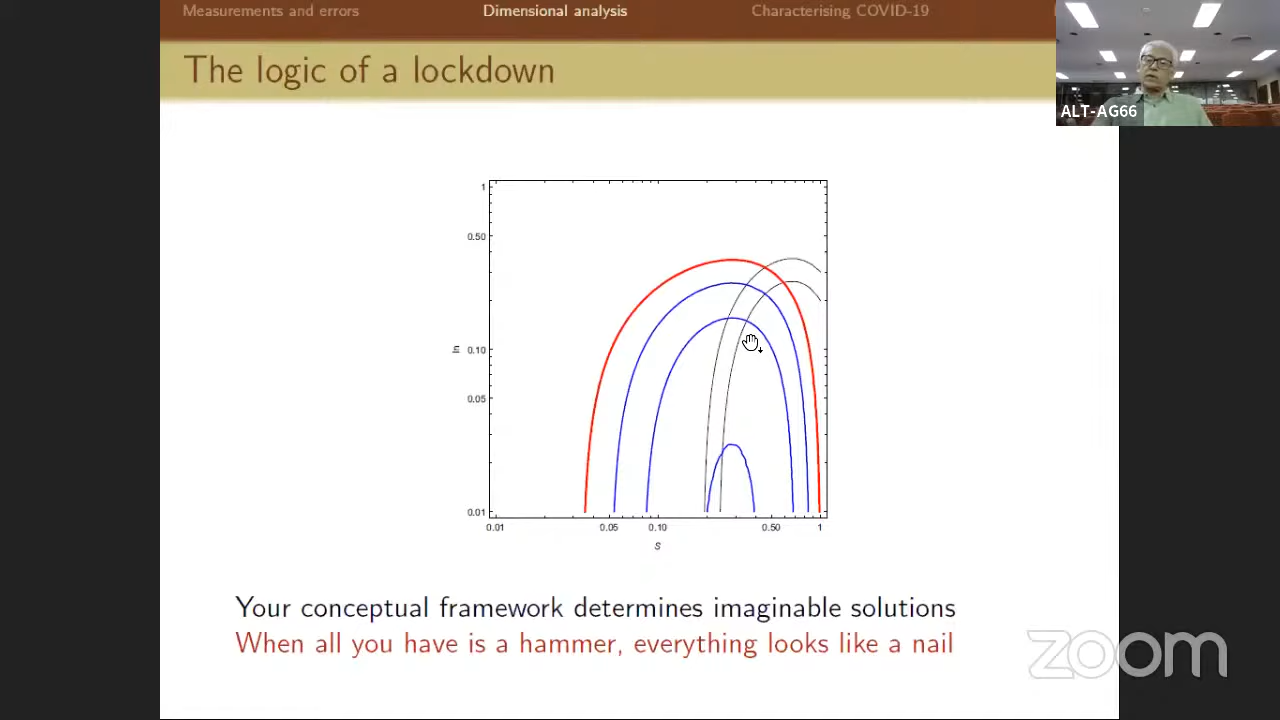 Measurements and errors
Dimensional analysis
Characterising COVID-19
The logic of a lockdown
ALT-AG66
1
0.50
In
0.10
0.05
0.01
0.01
0.05
0.10
0.50
1
S
Your conceptual framework determines imaginable solutions
When all you have is a hammer, everything looks like a nail
zoom